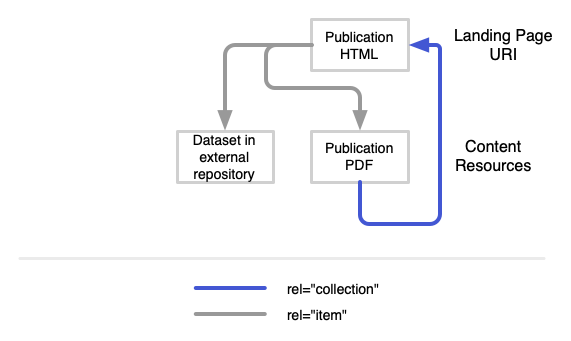 Publication
HTML
Landing Page
URI
Dataset in
external
repository
Publication
PDF
Content
Resources
rel="collection"
rel="item"